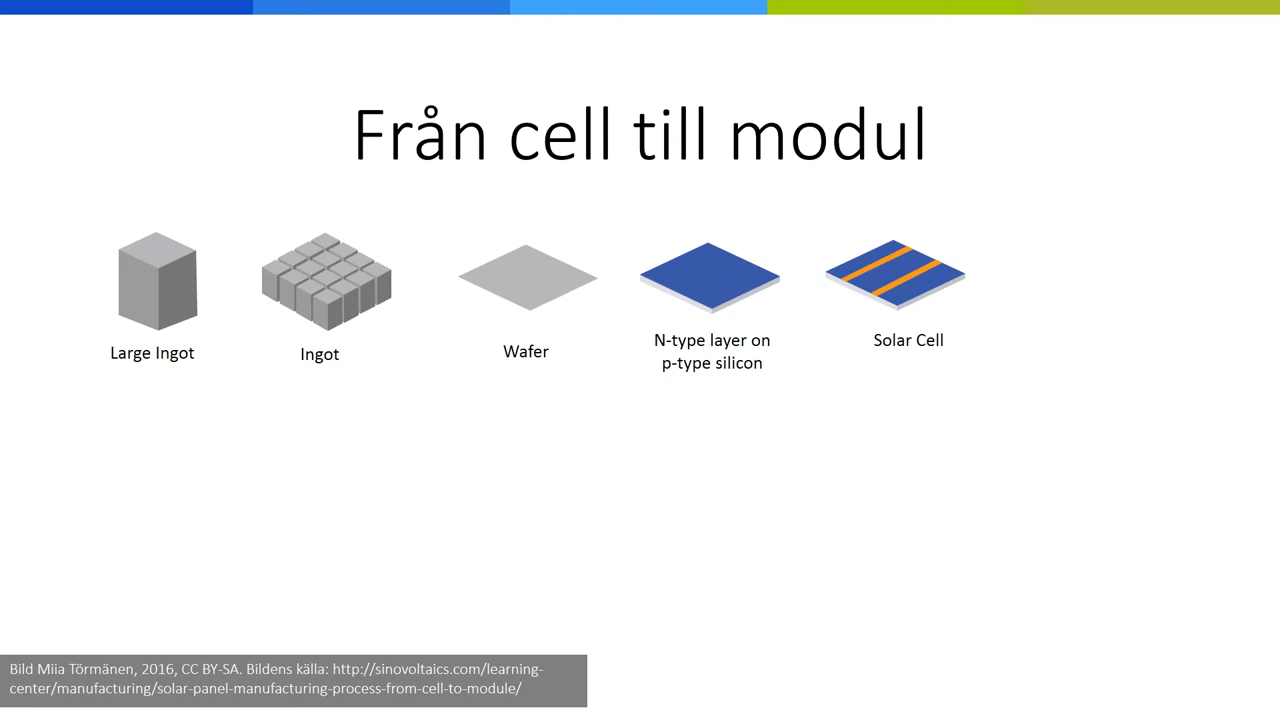 Från cell till modul
Large Ingot
Ingot
Wafer
N-type layer on
p-type silicon
Solar Cell
Bild Miia Törmänen, 2016, CC BY-SA. Bildens källa: http://sinovoltaics.com/learning-
center/manufacturing/solar-panel-manufacturing-process-from-cell-to-module/